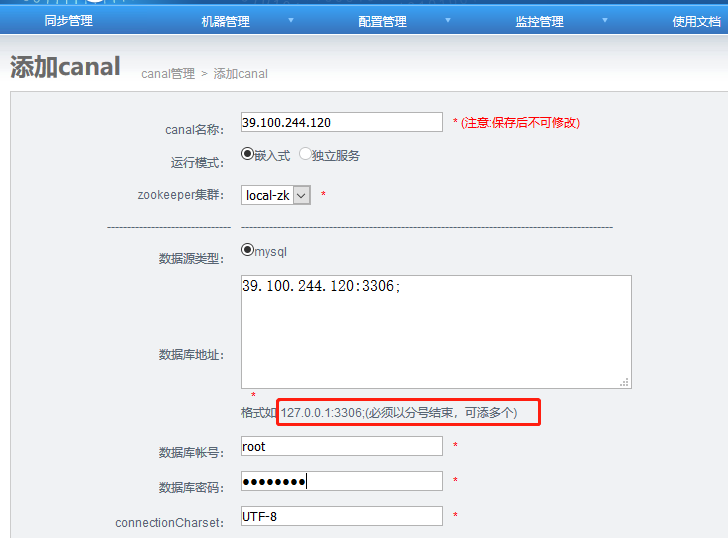 同步管理 机器管理 配置管理 监控管理 使用文档
添加canal canal管理 > 添加canal
canal名称: 39.100.244.120 * (注意:保存后不可修改)
运行模式: 嵌入式 独立服务
zookeeper集群: local-zk *
数据源类型: mysql
39.100.244.120:3306;
数据库地址:
*
格式如 127.0.0.1:3306;(必须以分号结束，可添多个)
数据库帐号: root *
数据库密码: ●●●●●●●● *
connectionCharset: UTF-8 *